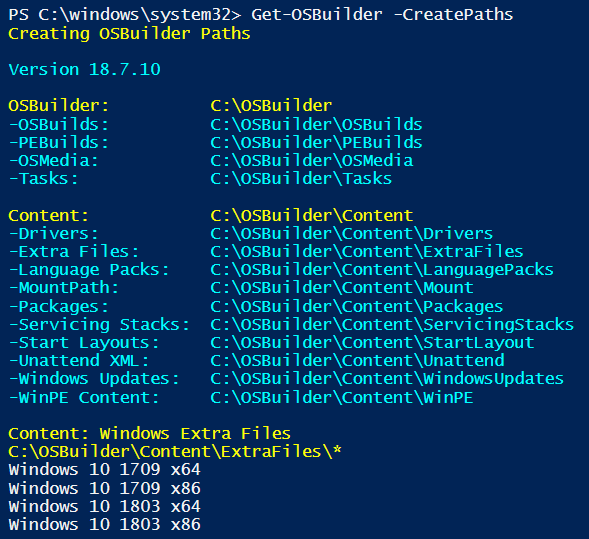 PS C:\windows\system32> Get-OSBuilder -CreatePaths
Creating OSBuilder Paths
Version 18.7.10
OSBuilder: C:\OSBuilder
-OSBuilds: C:\OSBuilder\OSBuilds
-PEBuilds: C:\OSBuilder\PEBuilds
-OSMedia: C:\OSBuilder\OSMedia
-Tasks: C:\OSBuilder\Tasks
Content: C:\OSBuilder\Content
-Drivers: C:\OSBuilder\Content\Drivers
-Extra Files: C:\OSBuilder\Content\ExtraFiles
-Language Packs: C:\OSBuilder\Content\LanguagePacks
-MountPath: C:\OSBuilder\Content\Mount
-Packages: C:\OSBuilder\Content\Packages
-Servicing Stacks: C:\OSBuilder\Content\ServicingStacks
-Start Layouts: C:\OSBuilder\Content\StartLayout
-Unattend XML: C:\OSBuilder\Content\Unattend
-Windows Updates: C:\OSBuilder\Content\WindowsUpdates
-WinPE Content: C:\OSBuilder\Content\WinPE
Content: Windows Extra Files
C:\OSBuilder\Content\ExtraFiles\*
Windows 10 1709 x64
Windows 10 1709 x86
Windows 10 1803 x64
Windows 10 1803 x86